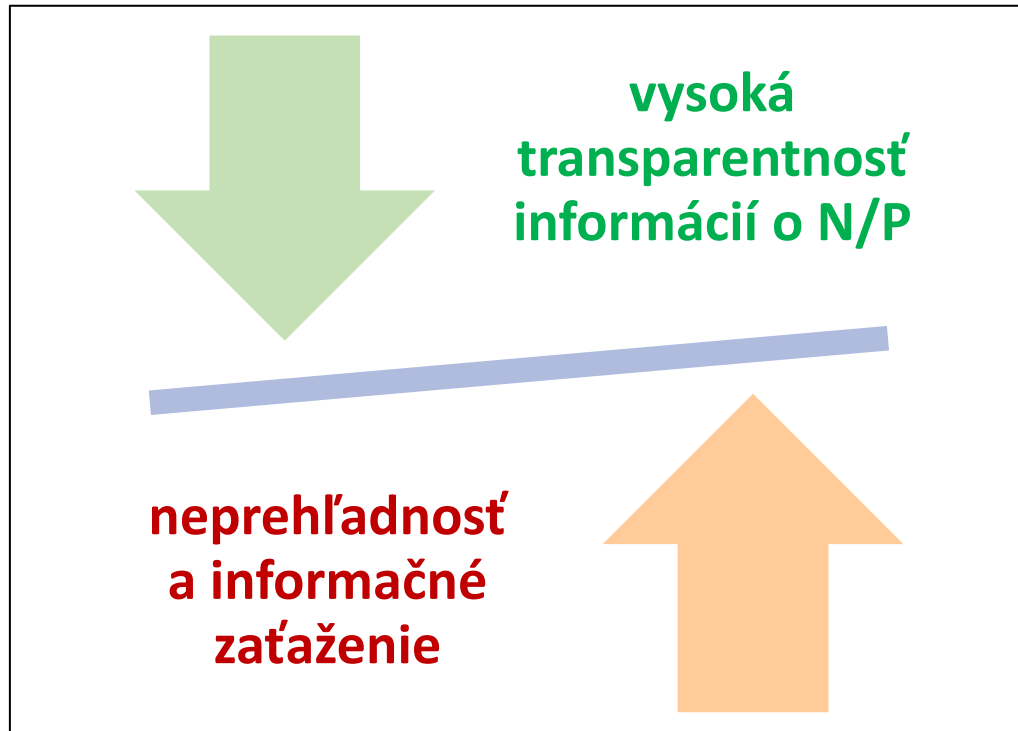 vysoká
transparentnosť
informácií o N/P
neprehľadnosť
a informačné
zaťaženie